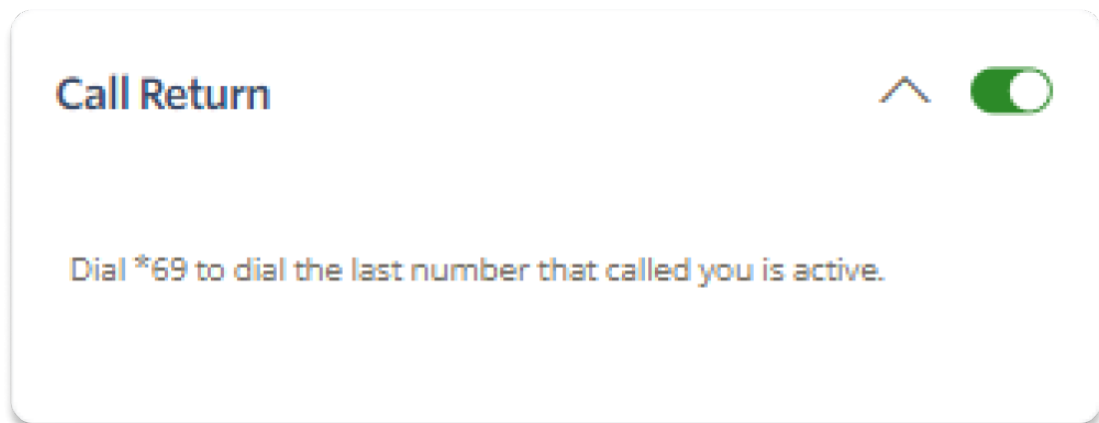 Call Return
Dial *69 to dial the last number that called you is active.